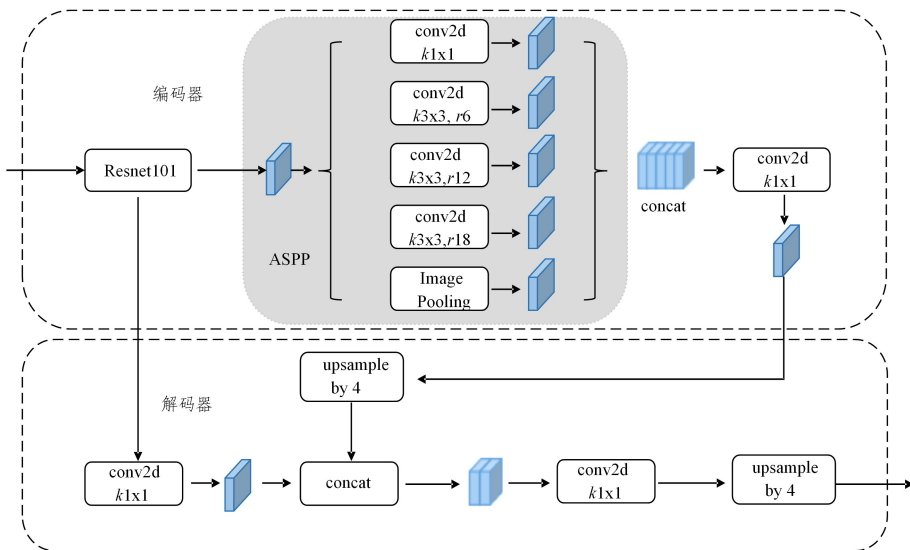 conv2d
k1x1
编码器
conv2d
k3x3, r6
Resnet101
conv2d
k3x3,r12
conv2d
k1x1
concat
conv2d
k3x3,r18
ASPP
Image
Pooling
解码器
upsample
by 4
conv2d
k1x1
concat
conv2d
k1x1
upsample
by 4